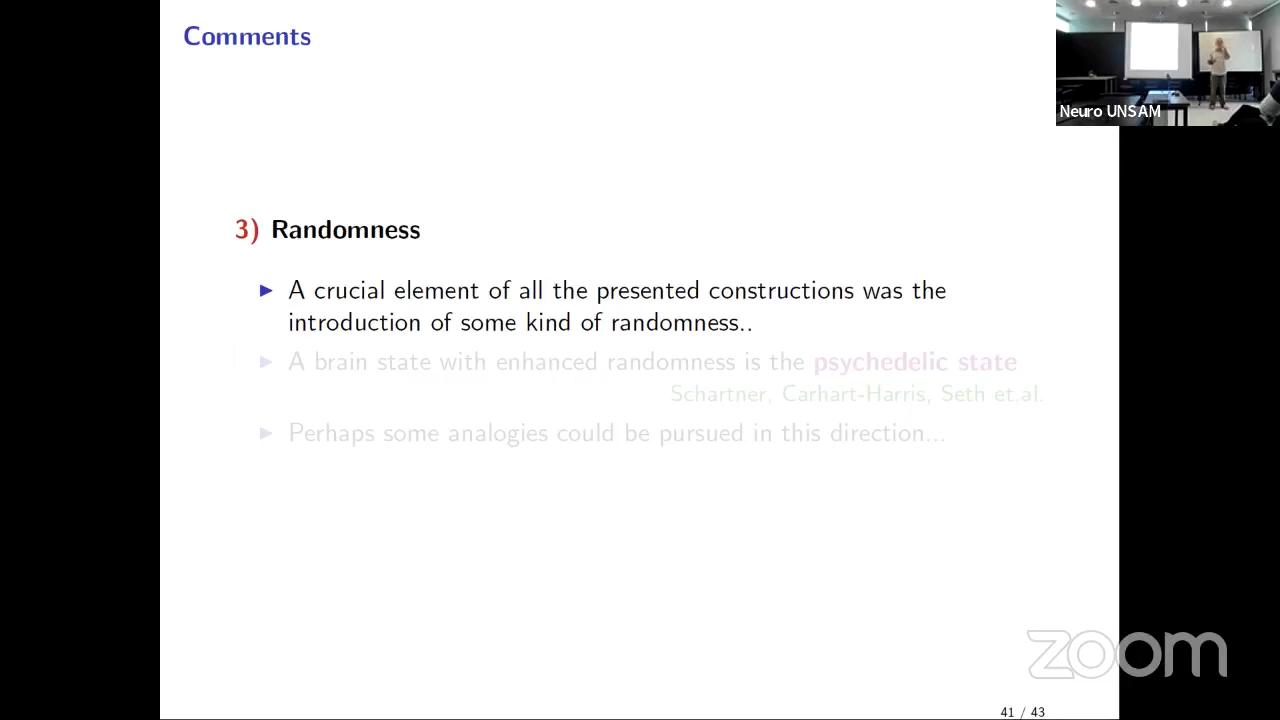 Comments
Neuro UNSAM
3) Randomness
▶ A crucial element of all the presented constructions was the
introduction of some kind of randomness..
▶ A brain state with enhanced randomness is the psychedelic state
Schartner, Carhart-Harris, Seth et.al.
▶ Perhaps some analogies could be pursued in this direction...
zoom
41 / 43